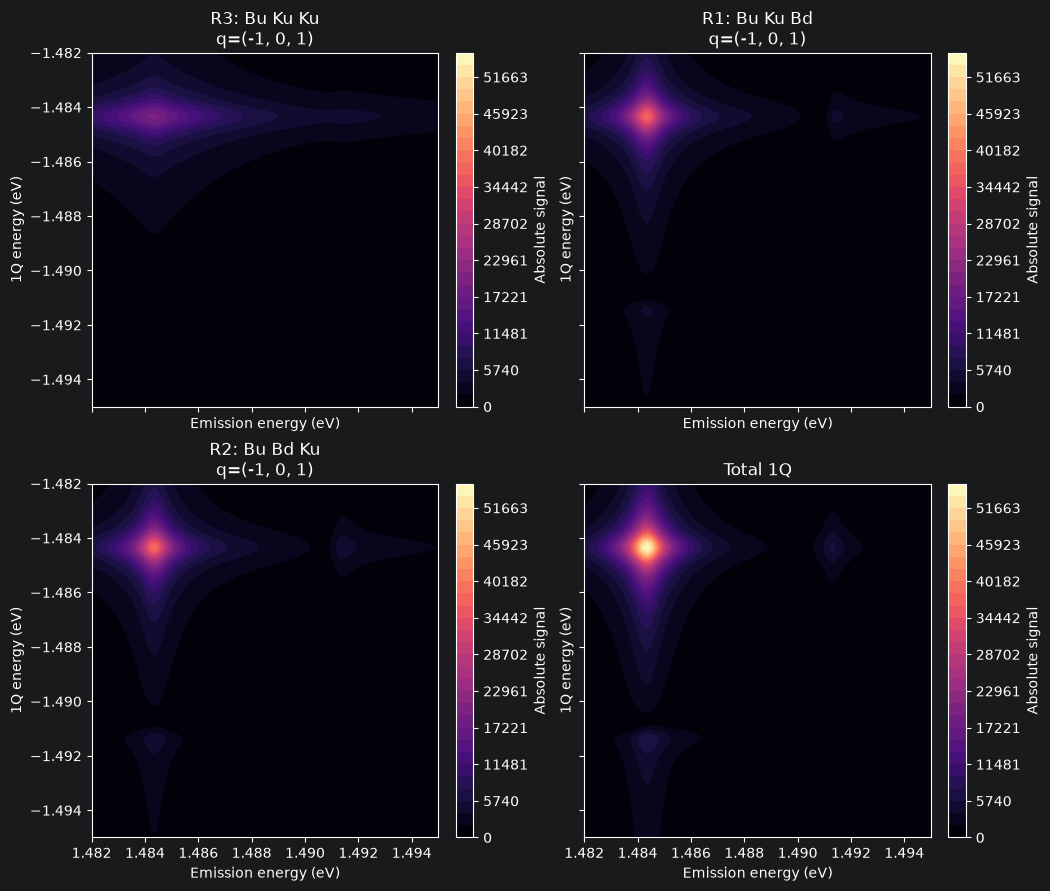 R3: Bu Ku Ku
q=(-1, 0, 1)
−1.482
−1.484
−1.486
−1.488
−1.490
−1.492
−1.494
1Q energy (eV)
Emission energy (eV)
51663
45923
40182
34442
28702
22961
17221
11481
5740
0
Absolute signal
R1: Bu Ku Bd
q=(-1, 0, 1)
1Q energy (eV)
Emission energy (eV)
51663
45923
40182
34442
28702
22961
17221
11481
5740
0
Absolute signal
R2: Bu Bd Ku
q=(-1, 0, 1)
−1.482
−1.484
−1.486
−1.488
−1.490
−1.492
−1.494
1Q energy (eV)
1.482 1.484 1.486 1.488 1.490 1.492 1.494
Emission energy (eV)
51663
45923
40182
34442
28702
22961
17221
11481
5740
0
Absolute signal
Total 1Q
1Q energy (eV)
1.482 1.484 1.486 1.488 1.490 1.492 1.494
Emission energy (eV)
51663
45923
40182
34442
28702
22961
17221
11481
5740
0
Absolute signal